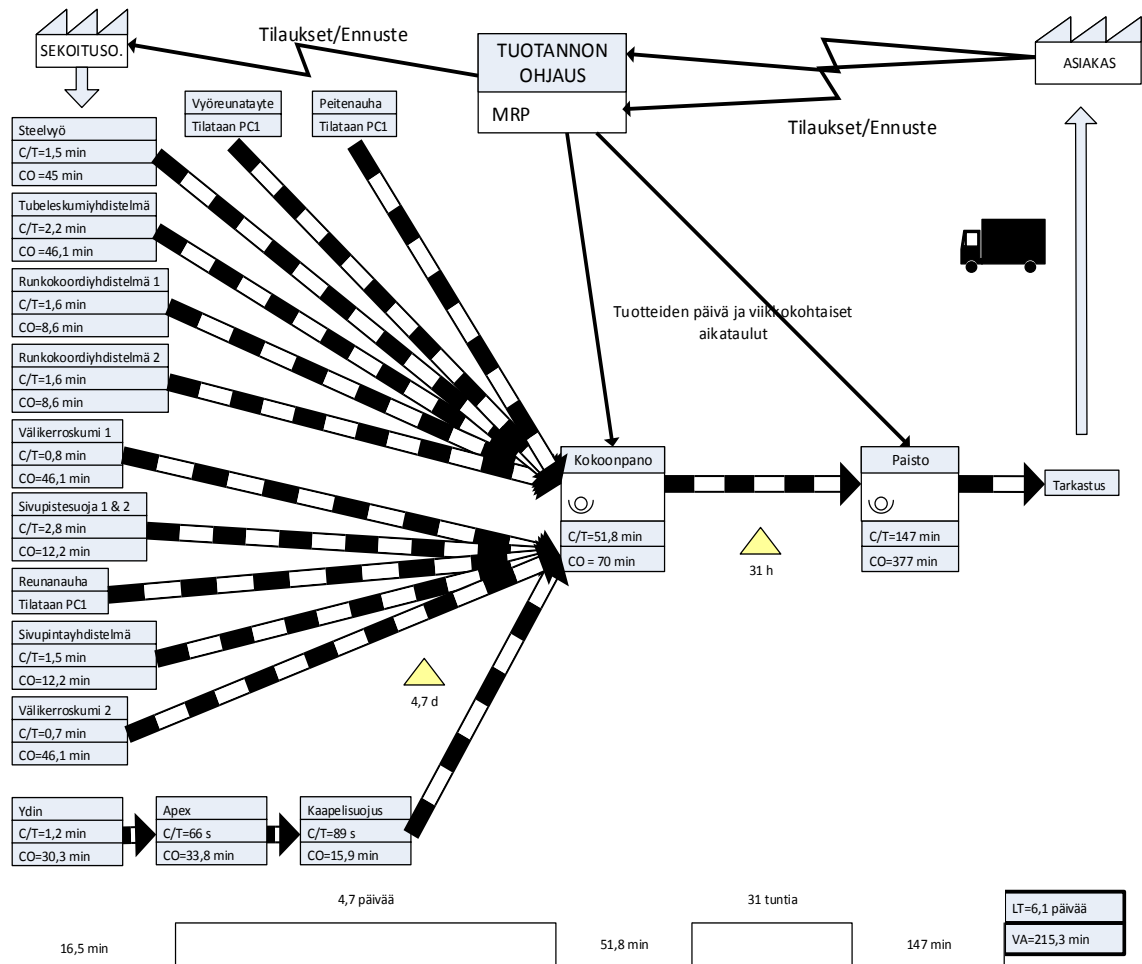 SEKOITUSO.
Tilaukset/Ennuste
TUOTANNON
OHJAUS
MRP
ASIAKAS
Tilaukset/Ennuste
Vyöreunatayte
Tilataan PC1
Peitenauha
Tilataan PC1
Steelvyö
C/T=1,5 min
CO =45 min
Tubeleskumiyhdistelmä
C/T=2,2 min
CO =46,1 min
Runkokoordiyhdistelmä 1
C/T=1,6 min
CO=8,6 min
Runkokoordiyhdistelmä 2
C/T=1,6 min
CO=8,6 min
Välikerroskumi 1
C/T=0,8 min
CO=46,1 min
Sivupistesuoja 1 & 2
C/T=2,8 min
CO=12,2 min
Reunanauha
Tilataan PC1
Sivupintayhdistelmä
C/T=1,5 min
CO=12,2 min
Välikerroskumi 2
C/T=0,7 min
CO=46,1 min
Ydin
C/T=1,2 min
CO=30,3 min
Apex
C/T=66 s
CO=33,8 min
Kaapelisuojus
C/T=89 s
CO=15,9 min
Tuotteiden päivä ja viikkokohtaiset
aikataulut
Kokoonpano
C/T=51,8 min
CO = 70 min
Paisto
C/T=147 min
CO=377 min
Tarkastus
31 h
4,7 d
4,7 päivää
31 tuntia
16,5 min
51,8 min
147 min
LT=6,1 päivää
VA=215,3 min